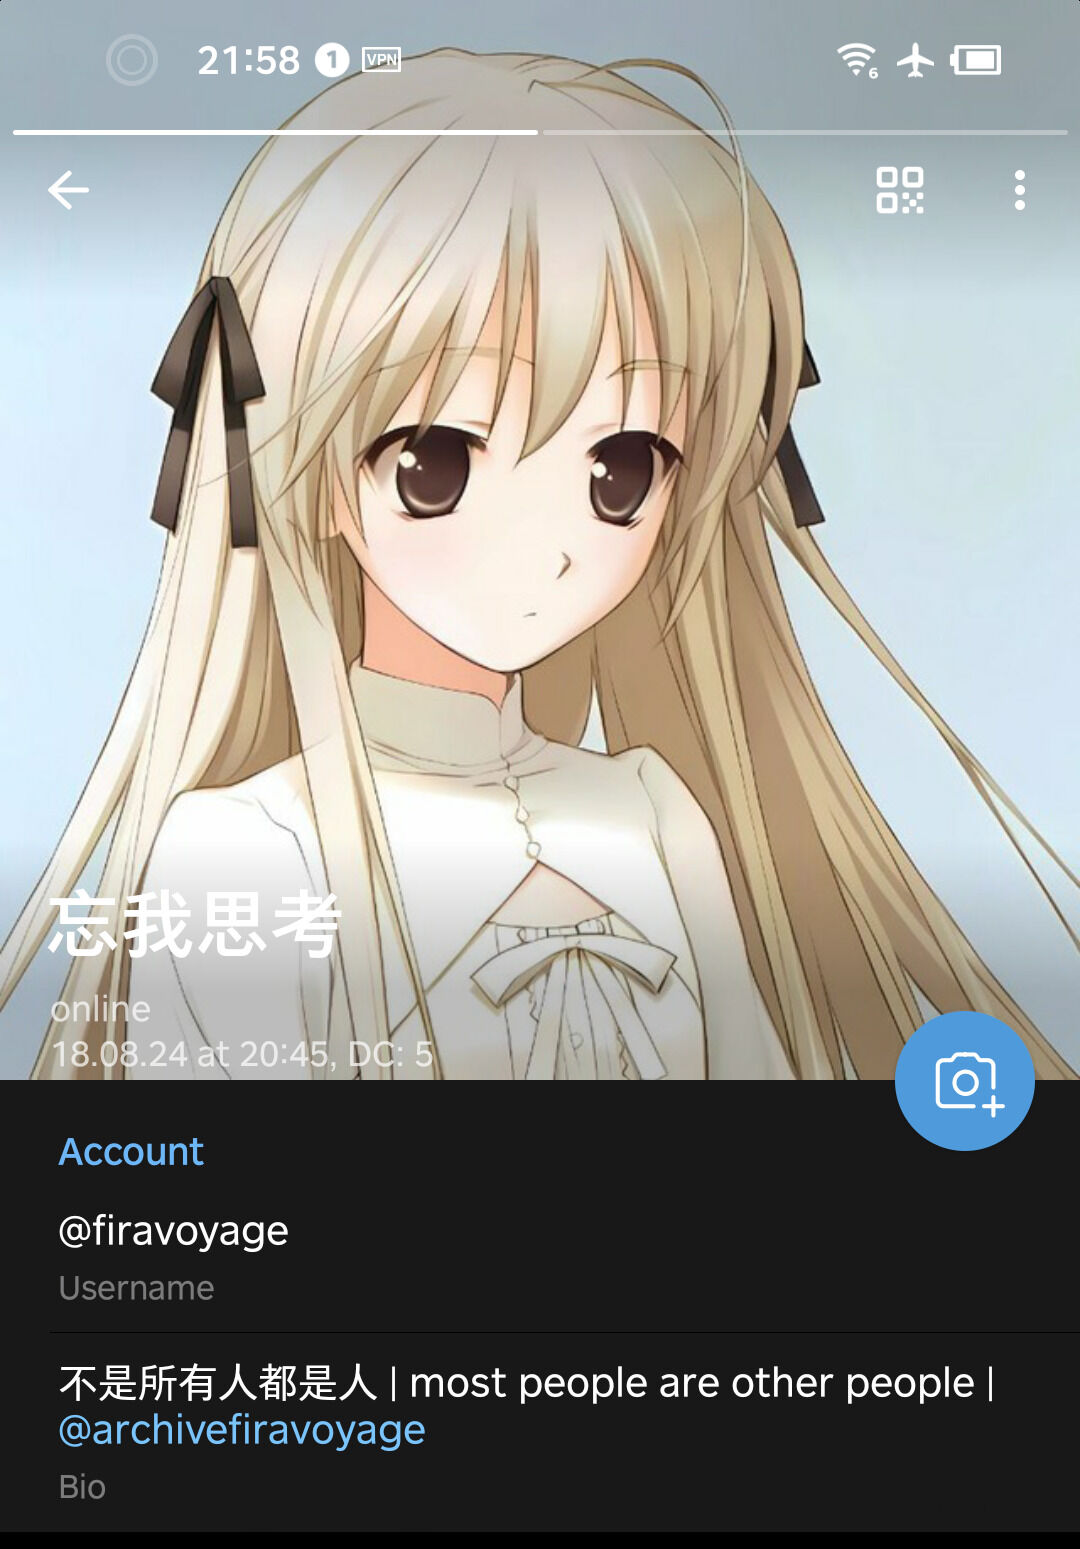 21:58 1 VPN 6
忘我思考
online
18.08.24 at 20:45, DC: 5
Account
@firavoyage
Username
不是所有人都是人 | most people are other people |
@archivefiravoyage
Bio